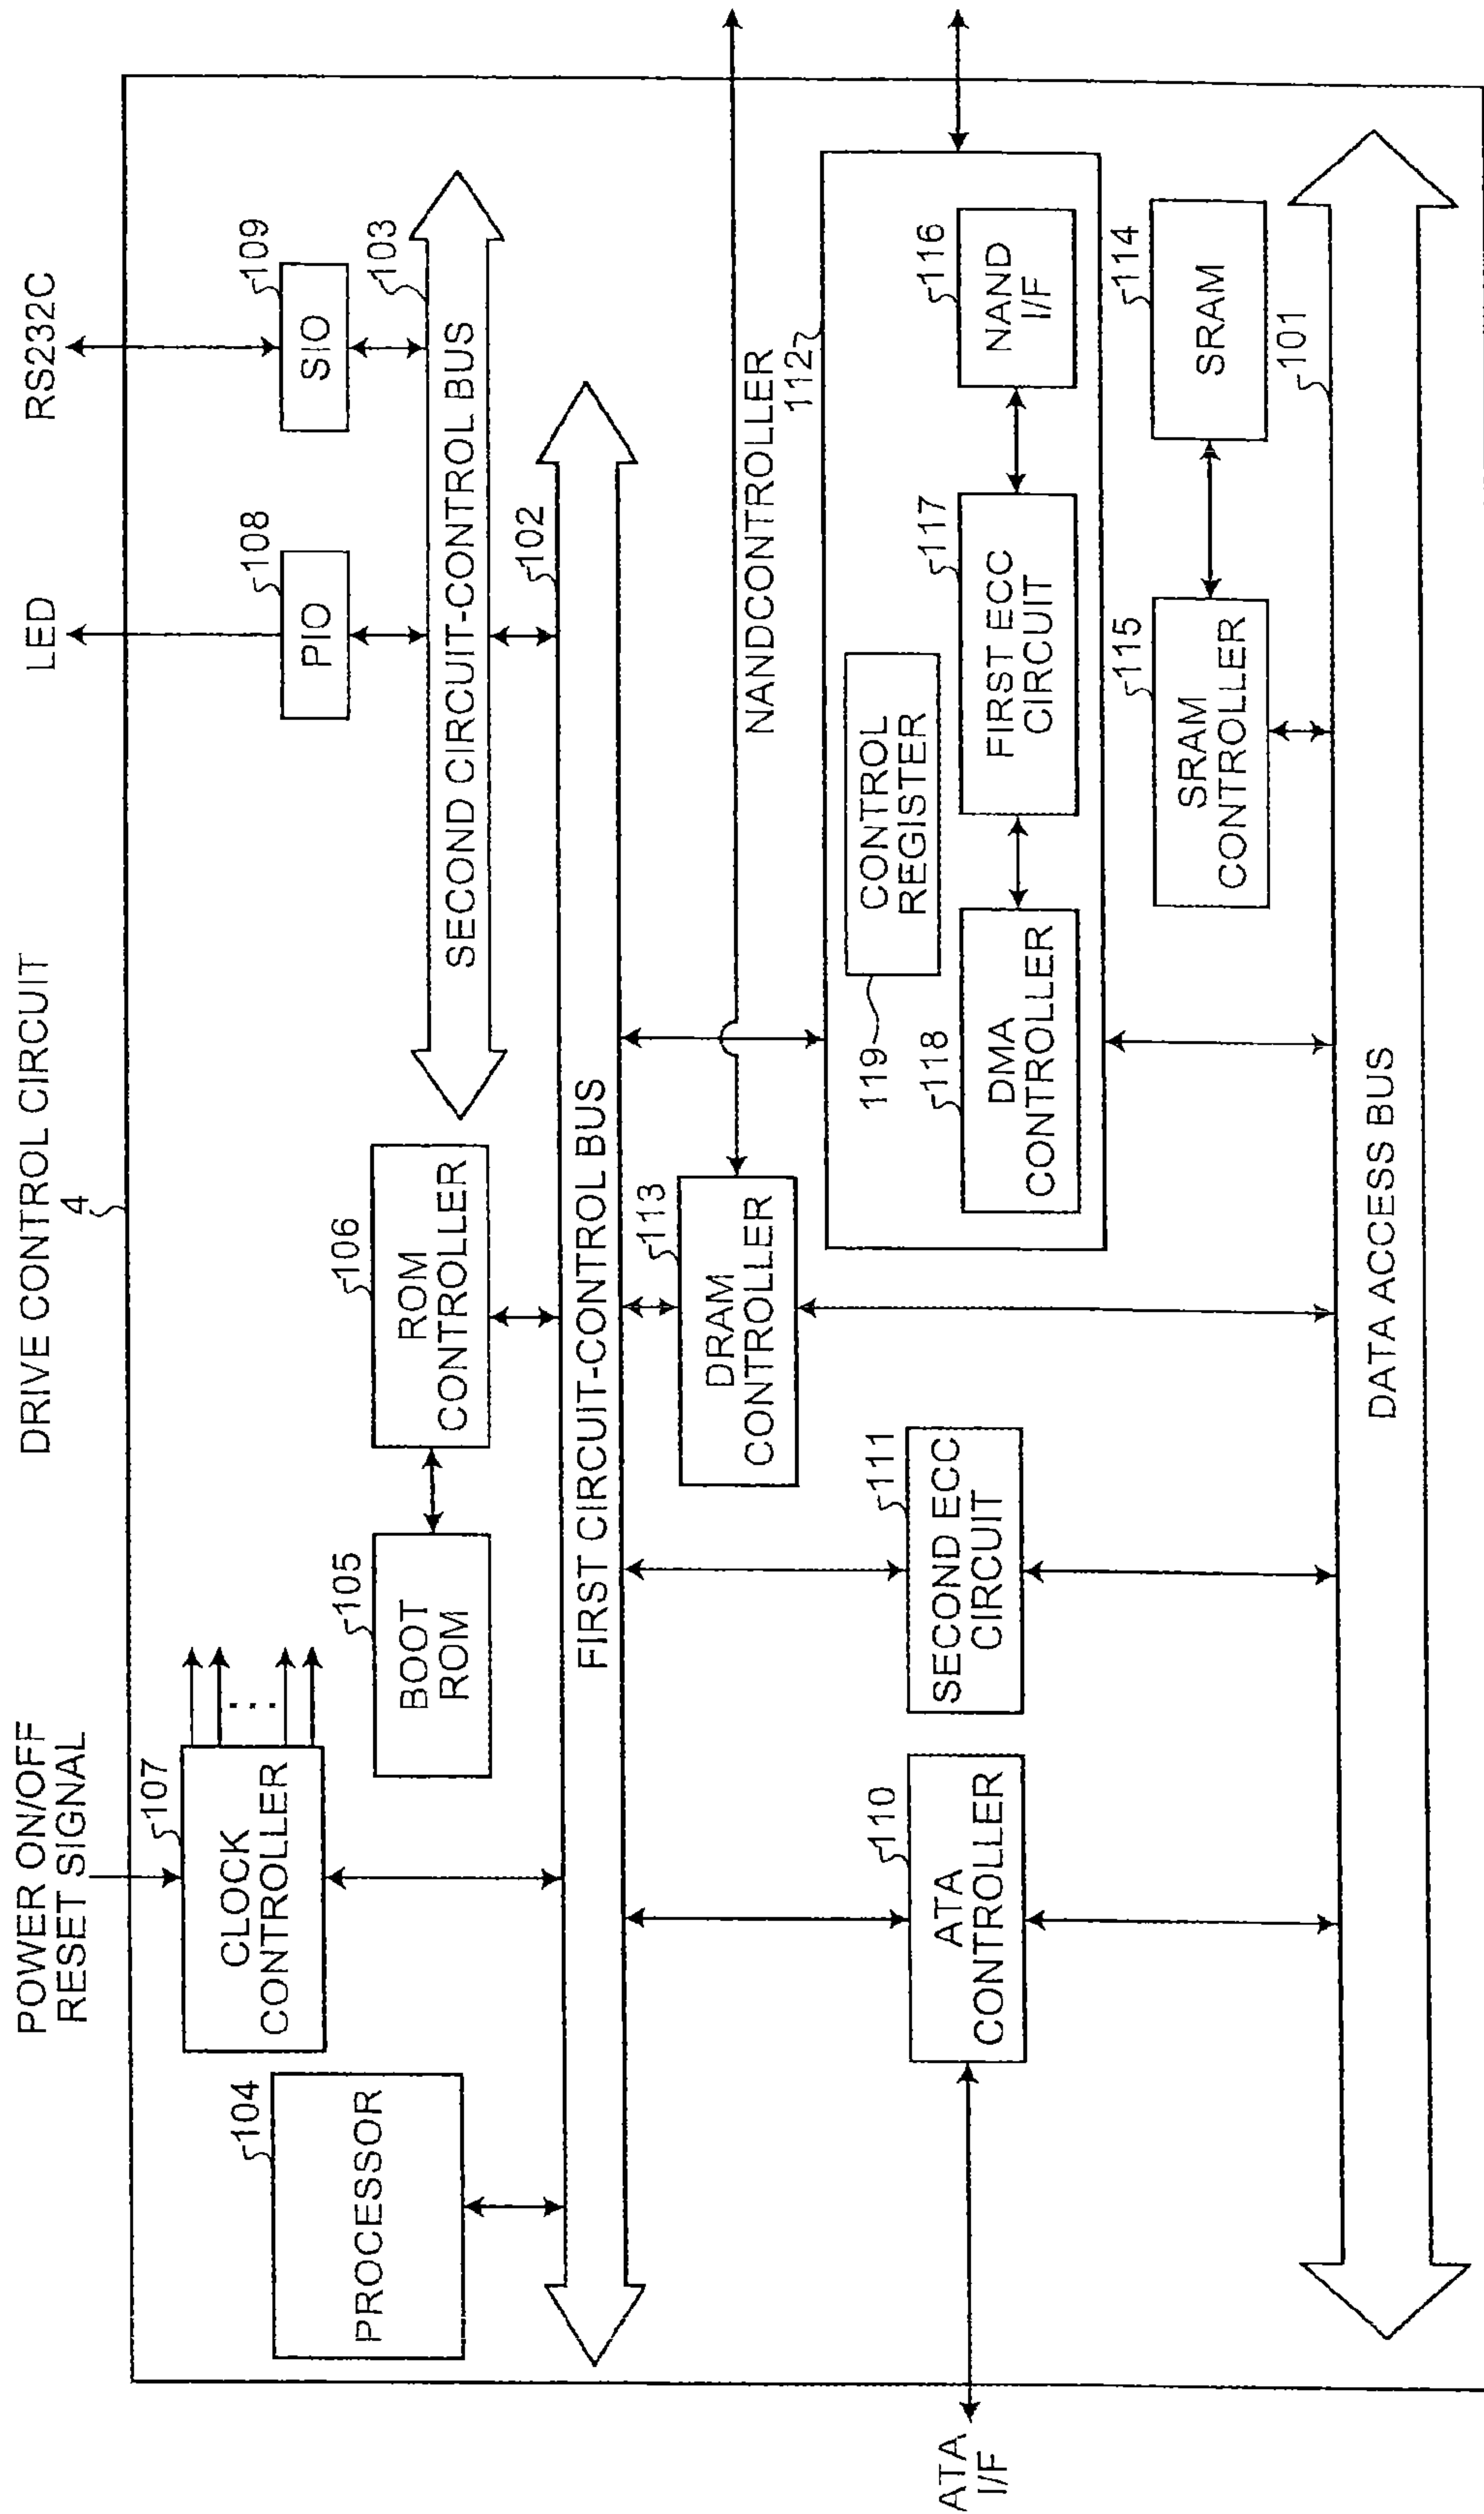 DRIVE CONTROL CIRCUIT
4
POWER ON/OFF
RESET SIGNAL
LED
RS232C
104
PROCESSOR
107
CLOCK
CONTROLLER
...
105
BOOT
ROM
106
ROM
CONTROLLER
108
PIO
109
SIO
103
SECOND CIRCUIT-CONTROL BUS
102
FIRST CIRCUIT-CONTROL BUS
ATA
I/F
110
ATA
CONTROLLER
111
SECOND ECC
CIRCUIT
113
DRAM
CONTROLLER
NANDCONTROLLER
112
119
CONTROL
REGISTER
118
DMA
CONTROLLER
117
FIRST ECC
CIRCUIT
116
NAND
I/F
115
SRAM
CONTROLLER
114
SRAM
101
DATA ACCESS BUS